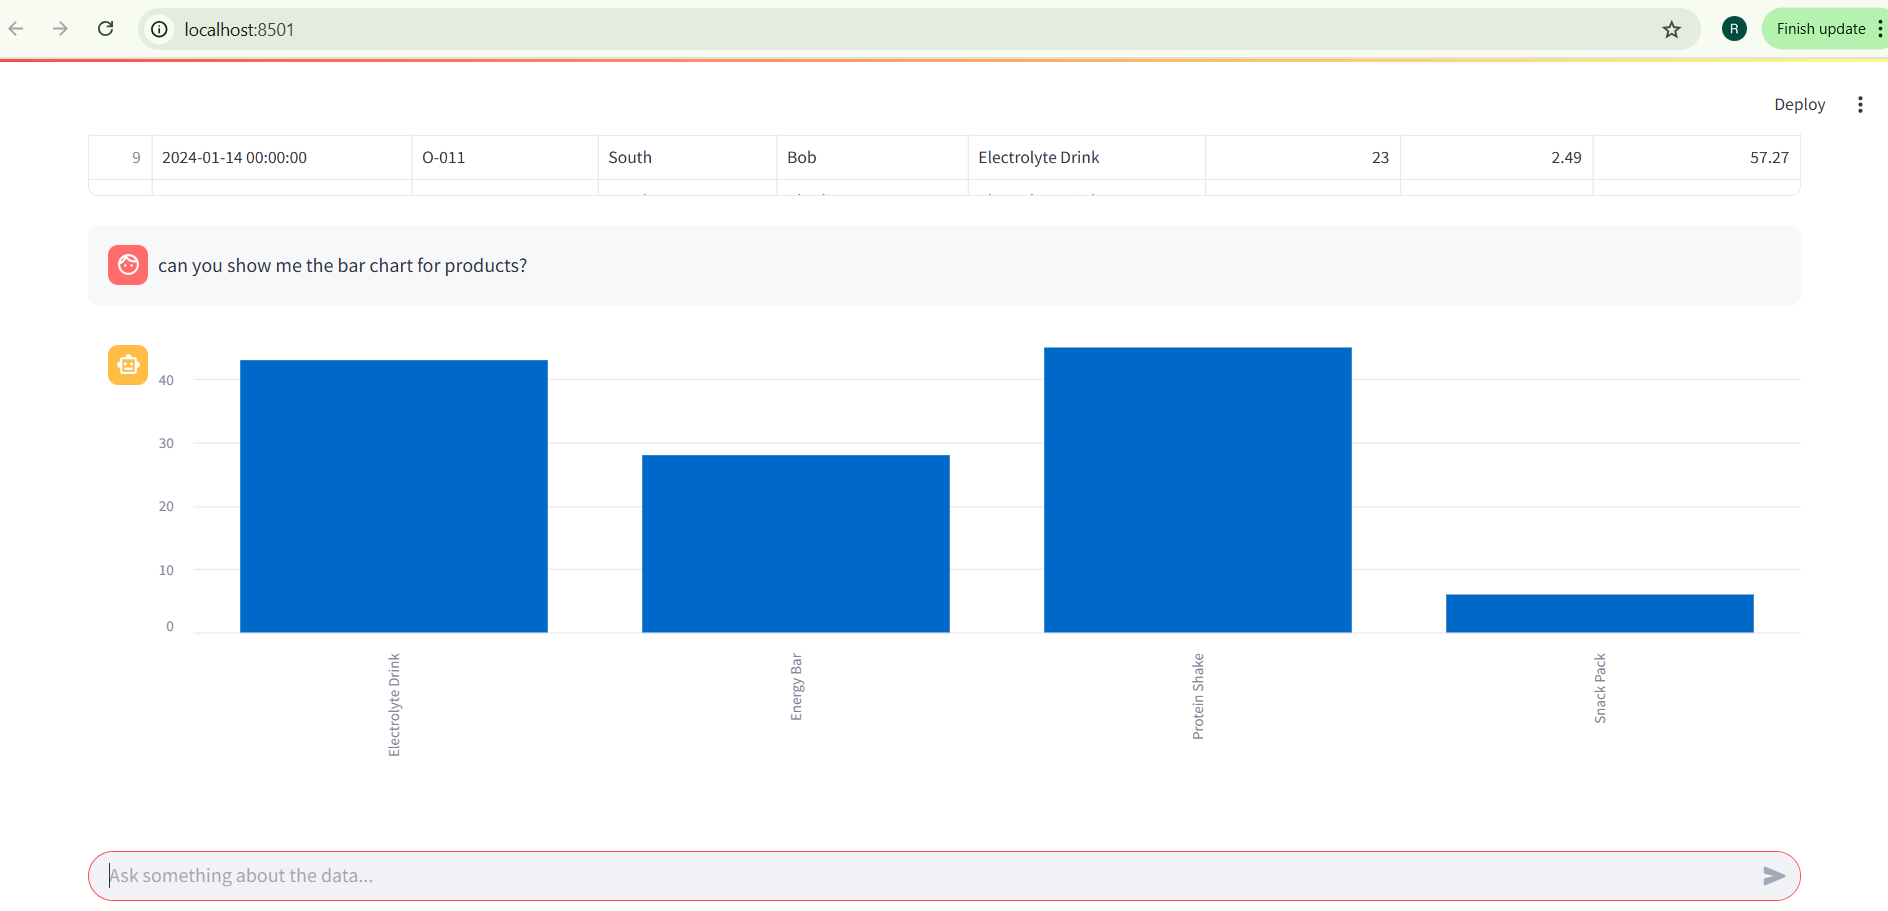 localhost:8501
R
Finish update
Deploy
9 2024-01-14 00:00:00 O-011 South Bob Electrolyte Drink 23 2.49 57.27
can you show me the bar chart for products?
40
30
20
10
0
Electrolyte Drink
Energy Bar
Protein Shake
Snack Pack
Ask something about the data...